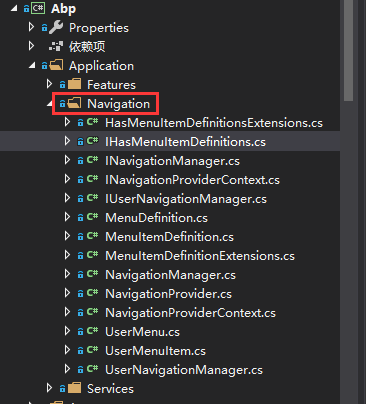 C# Abp
Properties
依赖项
Application
Features
Navigation
C# HasMenuItemDefinitionsExtensions.cs
C# IHasMenuItemDefinitions.cs
C# INavigationManager.cs
C# INavigationProviderContext.cs
C# IUserNavigationManager.cs
C# MenuDefinition.cs
C# MenuItemDefinition.cs
C# MenuItemDefinitionExtensions.cs
C# NavigationManager.cs
C# NavigationProvider.cs
C# NavigationProviderContext.cs
C# UserMenu.cs
C# UserMenuItem.cs
C# UserNavigationManager.cs
Services